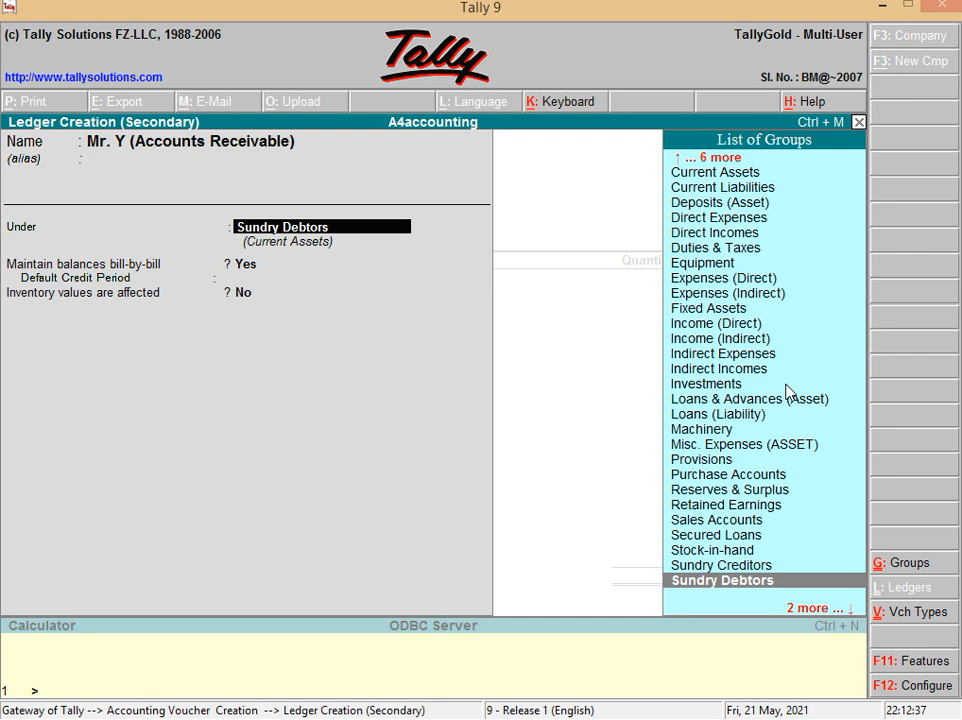 Tally 9
(c) Tally Solutions FZ-LLC, 1988-2006
TallyGold - Multi-User
Tally
http://www.tallysolutions.com
Sl. No. : BM@~2007
P: Print
E: Export
M: E-Mail
O: Upload
L: Language
K: Keyboard
H: Help
F3: Company
F3: New Cmp
Ledger Creation (Secondary)
A4accounting
Ctrl + M
Name : Mr. Y (Accounts Receivable)
(alias) :
Under : Sundry Debtors
(Current Assets)
Maintain balances bill-by-bill ? Yes
Default Credit Period :
Inventory values are affected ? No
Quanti
List of Groups
↑ ... 6 more
Current Assets
Current Liabilities
Deposits (Asset)
Direct Expenses
Direct Incomes
Duties & Taxes
Equipment
Expenses (Direct)
Expenses (Indirect)
Fixed Assets
Income (Direct)
Income (Indirect)
Indirect Expenses
Indirect Incomes
Investments
Loans & Advances (Asset)
Loans (Liability)
Machinery
Misc. Expenses (ASSET)
Provisions
Purchase Accounts
Reserves & Surplus
Retained Earnings
Sales Accounts
Secured Loans
Stock-in-hand
Sundry Creditors
Sundry Debtors
2 more ... ↓
G: Groups
L: Ledgers
V: Vch Types
F11: Features
F12: Configure
Calculator
ODBC Server
Ctrl + N
1 >
Gateway of Tally --> Accounting Voucher Creation --> Ledger Creation (Secondary)
9 - Release 1 (English)
Fri, 21 May, 2021
22:12:37